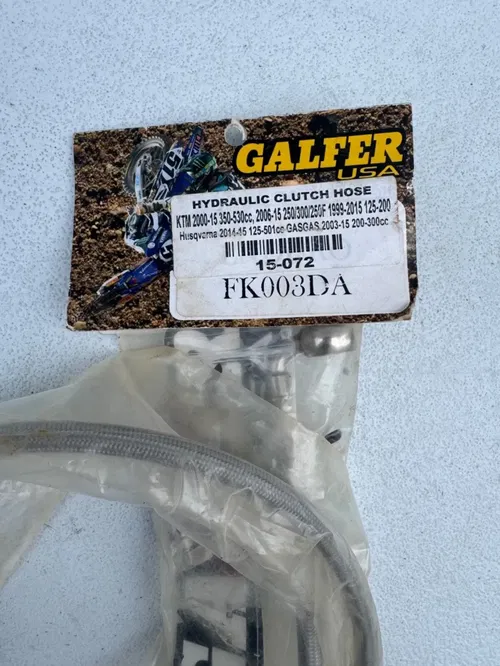 GALFER
USA
HYDRAULIC CLUTCH HOSE
KTM 2000-15 350-530cc, 2006-15 250/300/250F 1999-2015 125-200
Husqvarna 2014-15 125-501cc GASGAS 2003-15 200-300cc
15-072
FK003DA